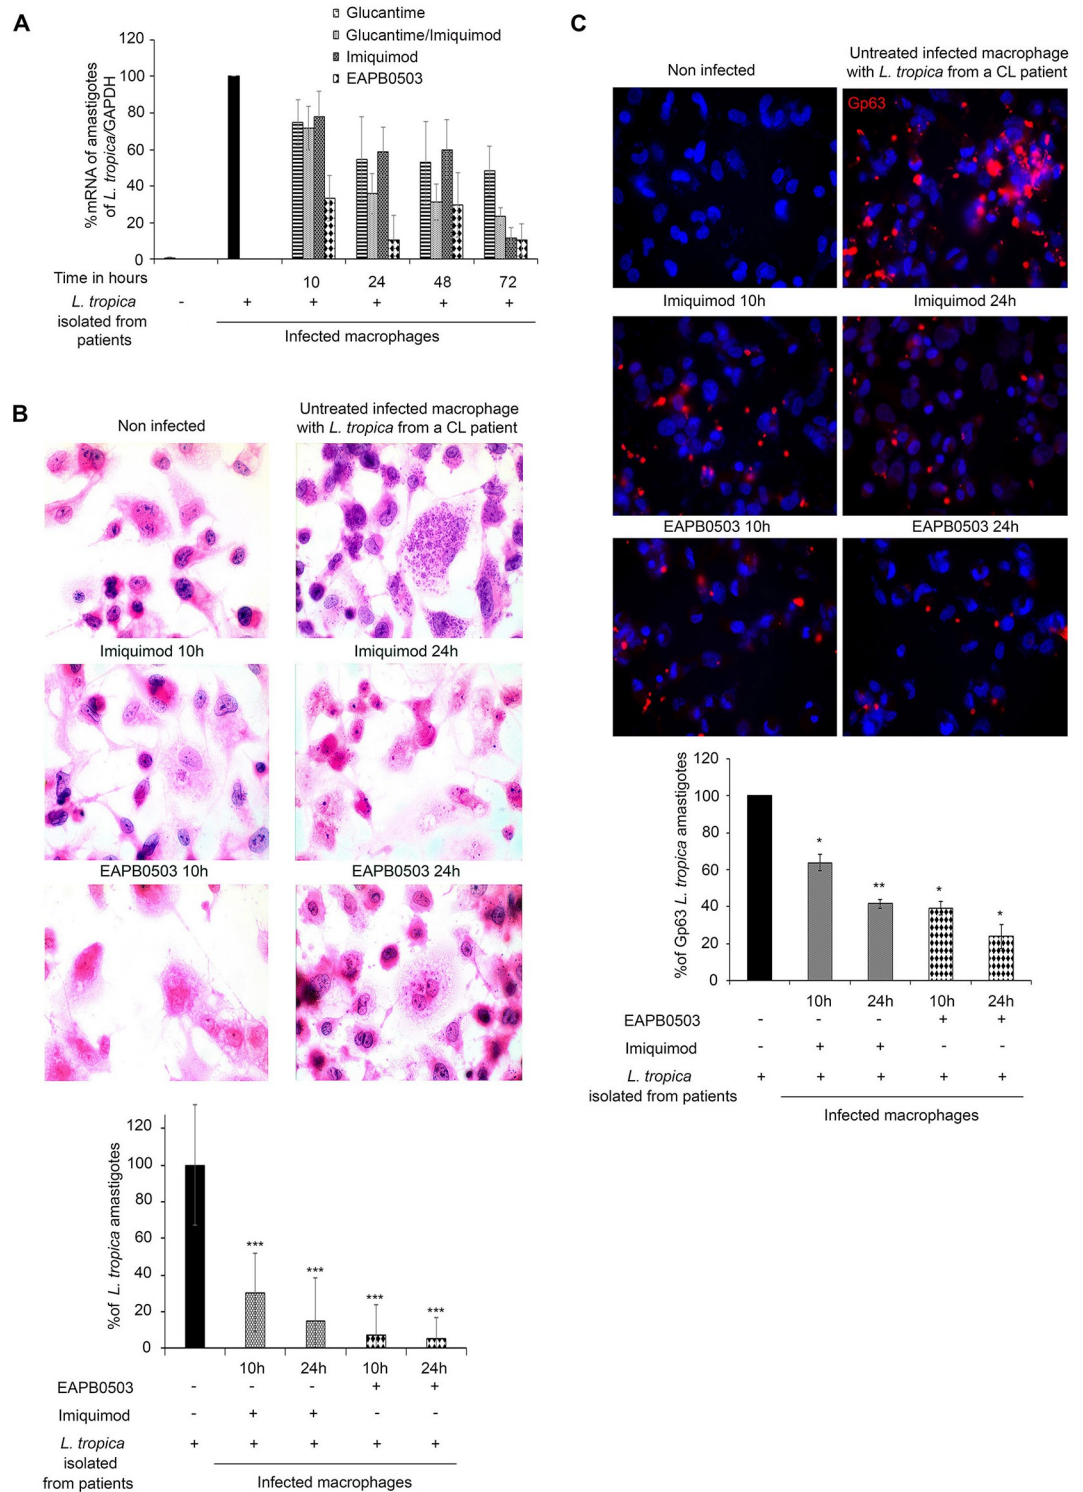 A
Glucantime
Glucantime/Imiquimod
Imiquimod
EAPB0503
%mRNA of amastigotes
of L. tropica/GAPDH
120
100
80
60
40
20
0
Time in hours 10 24 48 72
L. tropica - + + + + +
isolated from
patients
Infected macrophages
B
Non infected
Untreated infected macrophage
with L. tropica from a CL patient
Imiquimod 10h
Imiquimod 24h
EAPB0503 10h
EAPB0503 24h
%of L. tropica amastigotes
120
100
80
60
40
20
0
*** *** *** ***
10h 24h 10h 24h
EAPB0503 - - - + +
Imiquimod - + + - -
L. tropica + + + + +
isolated
from patients
Infected macrophages
C
Non infected
Untreated infected macrophage
with L. tropica from a CL patient
Gp63
Imiquimod 10h
Imiquimod 24h
EAPB0503 10h
EAPB0503 24h
%of Gp63 L. tropica amastigotes
120
100
80
60
40
20
0
* ** * *
10h 24h 10h 24h
EAPB0503 - - - + +
Imiquimod - + + - -
L. tropica + + + + +
isolated from patients
Infected macrophages